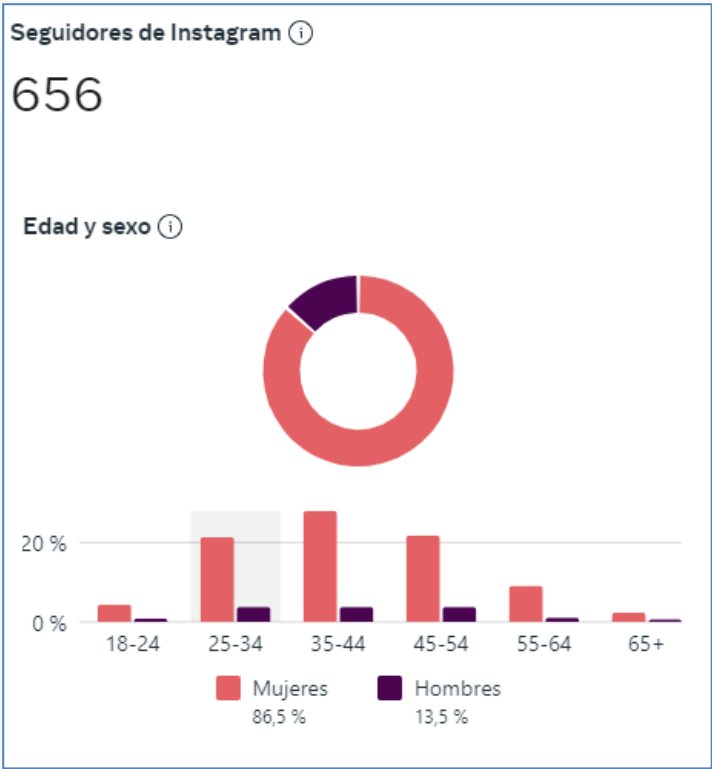 Seguidores de Instagram
656
Edad y sexo
20 %
0 %
18-24 25-34 35-44 45-54 55-64 65+
Mujeres Hombres
86,5 % 13,5 %